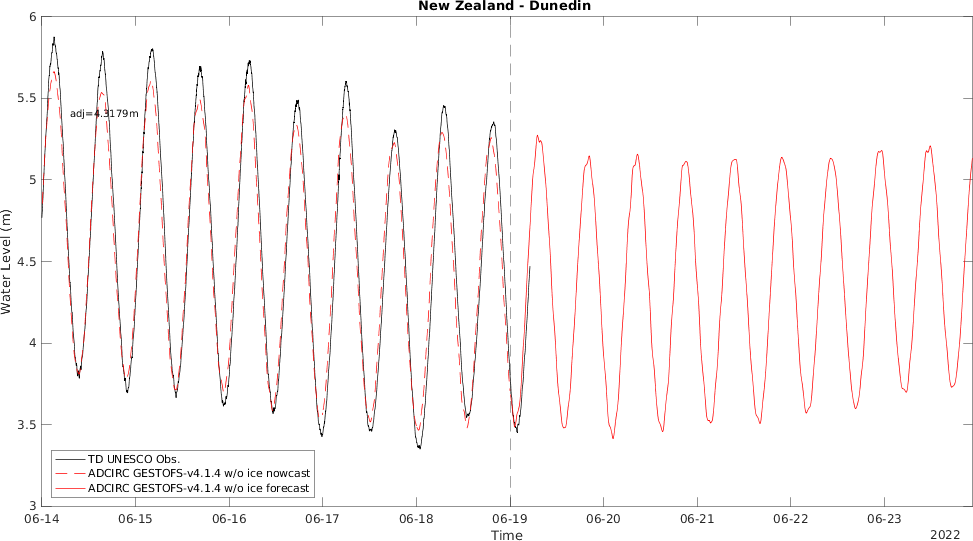 New Zealand - Dunedin
6
5.5
5
4.5
4
3.5
3
Water Level (m)
adj=4.3179m
TD UNESCO Obs.
ADCIRC GESTOFS-v4.1.4 w/o ice nowcast
ADCIRC GESTOFS-v4.1.4 w/o ice forecast
06-14 06-15 06-16 06-17 06-18 06-19 06-20 06-21 06-22 06-23
Time
2022